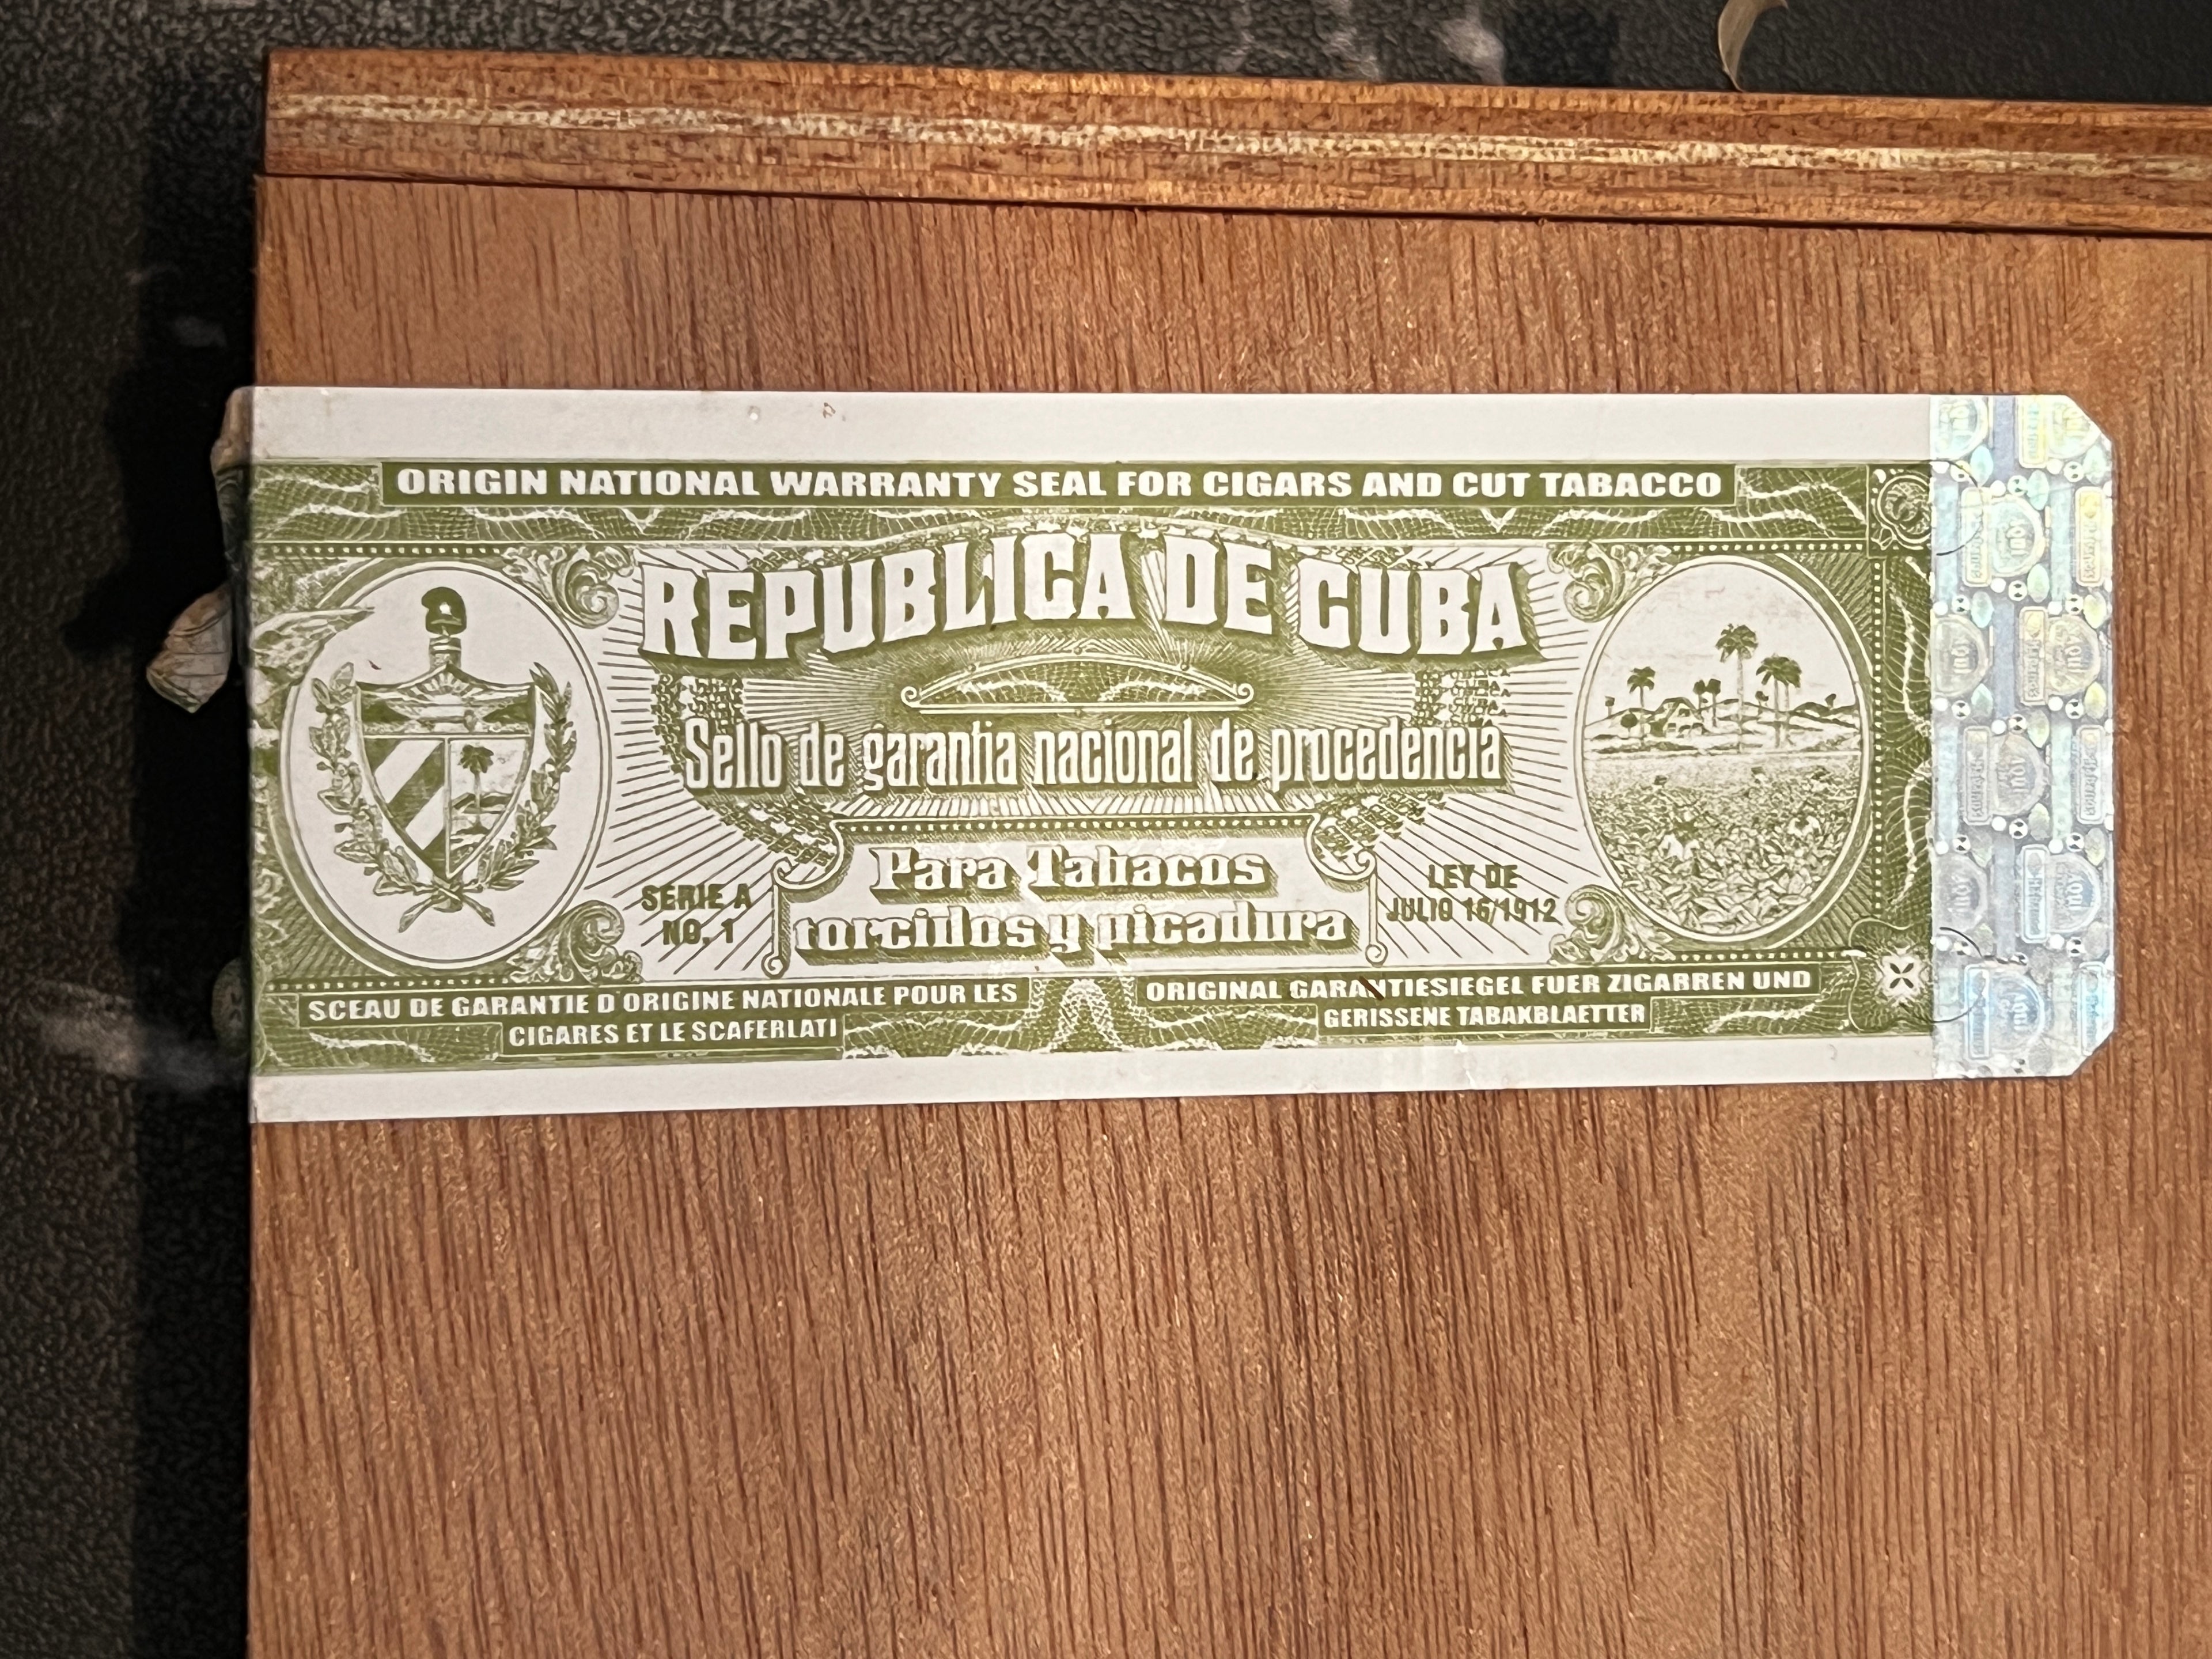 ORIGIN NATIONAL WARRANTY SEAL FOR CIGARS AND CUT TABACCO
REPUBLICA DE CUBA
Sello de garantia nacional de procedencia
Para Tabacos
torcidos y picadura
SERIE A
NO. 1
LEY DE
JULIO 16/1912
SCEAU DE GARANTIE D'ORIGINE NATIONALE POUR LES
CIGARES ET LE SCAFERLATI
ORIGINAL GARANTIESIEGEL FUER ZIGARREN UND
GERISSENE TABAKBLAETTER